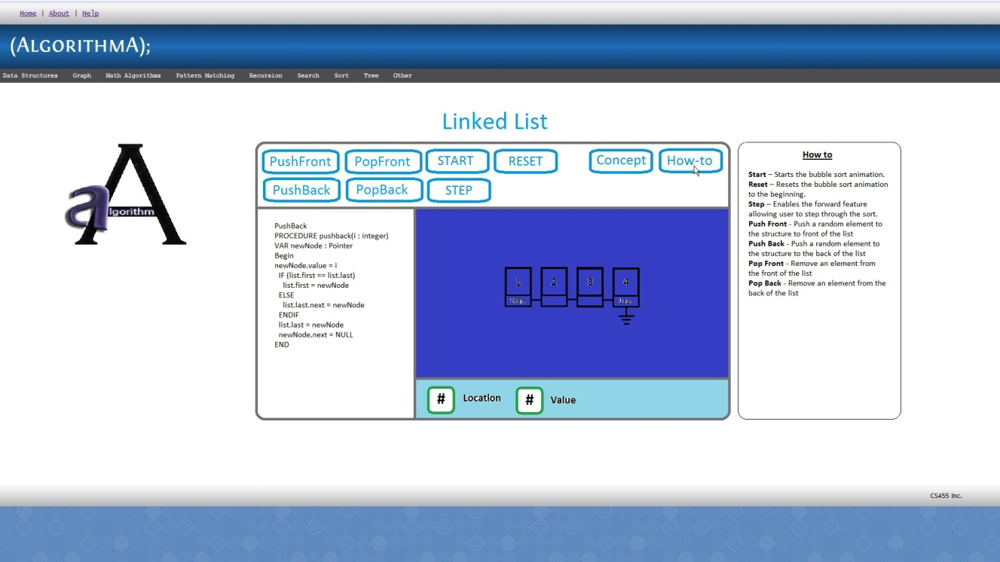 Home | About | Help
(ALGORITHMA);
Data Structures Graph Math Algorithms Pattern Matching Recursion Search Sort Tree Other
Linked List
PushFront PopFront START RESET Concept How-to
PushBack PopBack STEP
a A
lgorithm
PushBack
PROCEDURE pushback(i : integer)
VAR newNode : Pointer
Begin
newNode.value = i
IF (list.first == list.last)
list.first = newNode
ELSE
list.last.next = newNode
ENDIF
list.last = newNode
newNode.next = NULL
END
1 2 3 4
# Location # Value
How to
Start – Starts the bubble sort animation.
Reset – Resets the bubble sort animation
to the beginning.
Step – Enables the forward feature
allowing user to step through the sort.
Push Front - Push a random element to
the structure to front of the list
Push Back - Push a random element to
the structure to the back of the list
Pop Front - Remove an element from
the front of the list
Pop Back - Remove an element from the
back of the list
CS455 Inc.